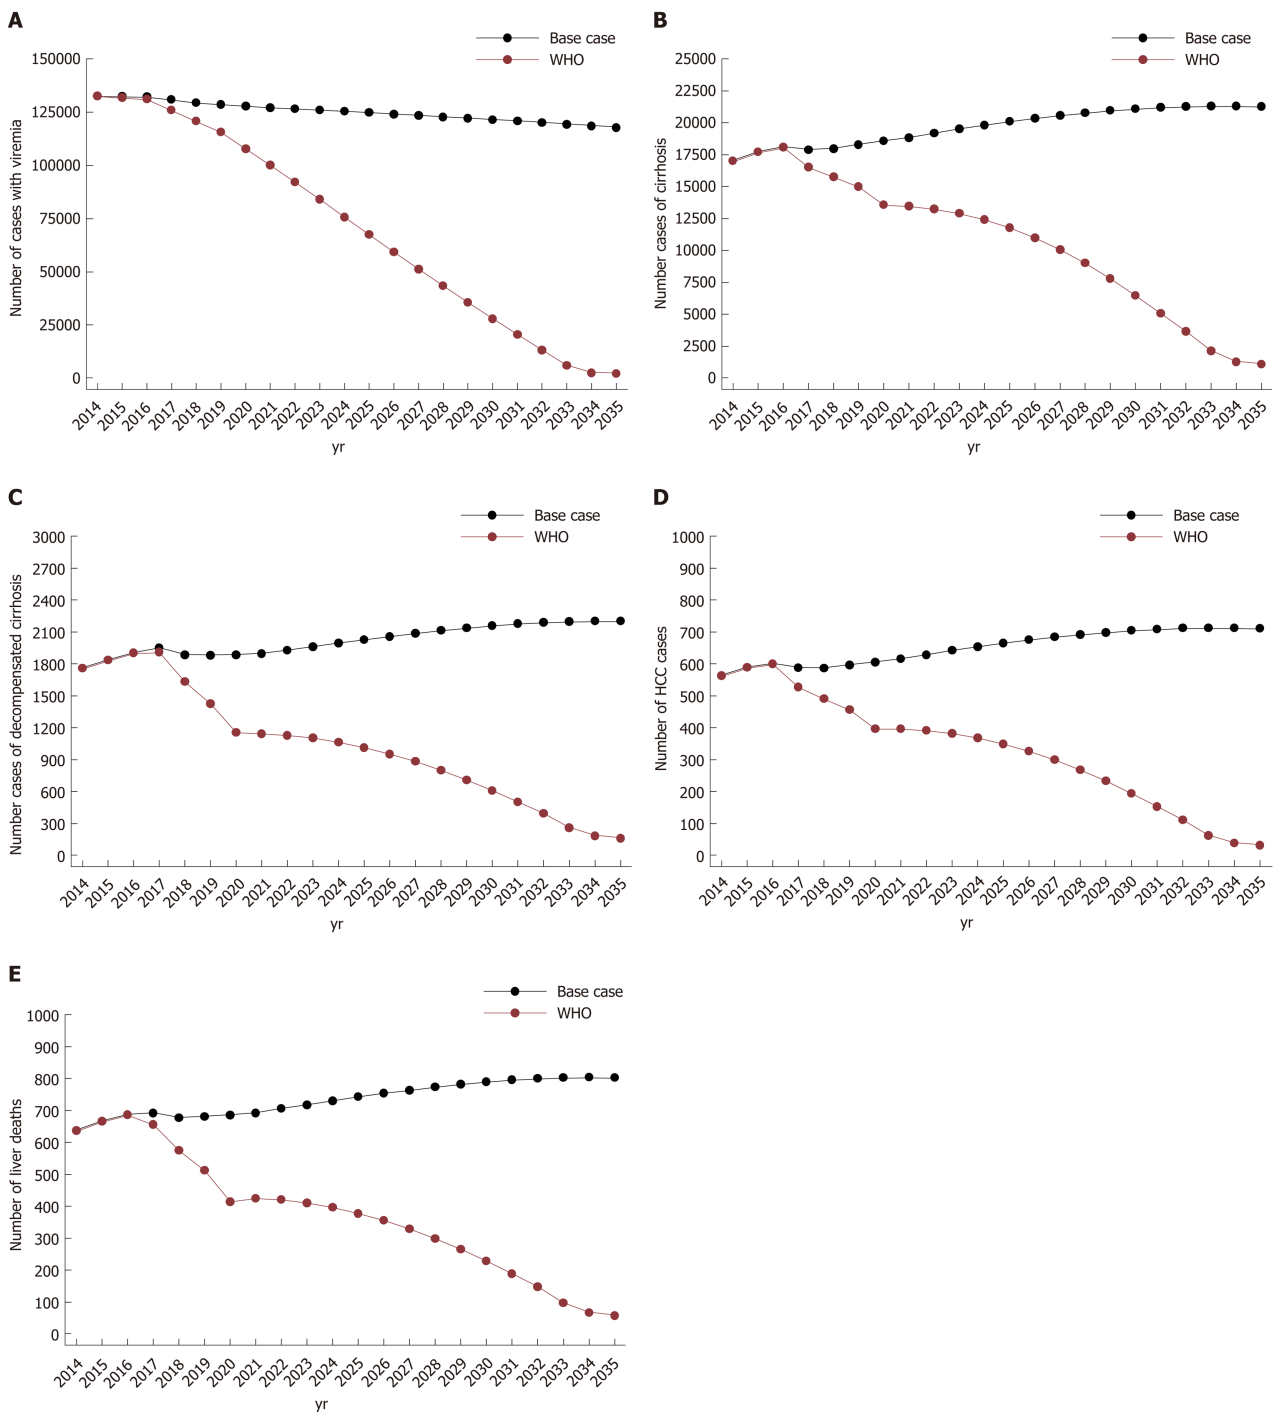 A
Base case
WHO
Number of cases with viremia
150000
125000
100000
75000
50000
25000
0
2014 2015 2016 2017 2018 2019 2020 2021 2022 2023 2024 2025 2026 2027 2028 2029 2030 2031 2032 2033 2034 2035
yr
B
Base case
WHO
Number cases of cirrhosis
25000
22500
20000
17500
15000
12500
10000
7500
5000
2500
0
2014 2015 2016 2017 2018 2019 2020 2021 2022 2023 2024 2025 2026 2027 2028 2029 2030 2031 2032 2033 2034 2035
yr
C
Base case
WHO
Number cases of decompensated cirrhosis
3000
2700
2400
2100
1800
1500
1200
900
600
300
0
2014 2015 2016 2017 2018 2019 2020 2021 2022 2023 2024 2025 2026 2027 2028 2029 2030 2031 2032 2033 2034 2035
yr
D
Base case
WHO
Number of HCC cases
1000
900
800
700
600
500
400
300
200
100
0
2014 2015 2016 2017 2018 2019 2020 2021 2022 2023 2024 2025 2026 2027 2028 2029 2030 2031 2032 2033 2034 2035
yr
E
Base case
WHO
Number of liver deaths
1000
900
800
700
600
500
400
300
200
100
0
2014 2015 2016 2017 2018 2019 2020 2021 2022 2023 2024 2025 2026 2027 2028 2029 2030 2031 2032 2033 2034 2035
yr